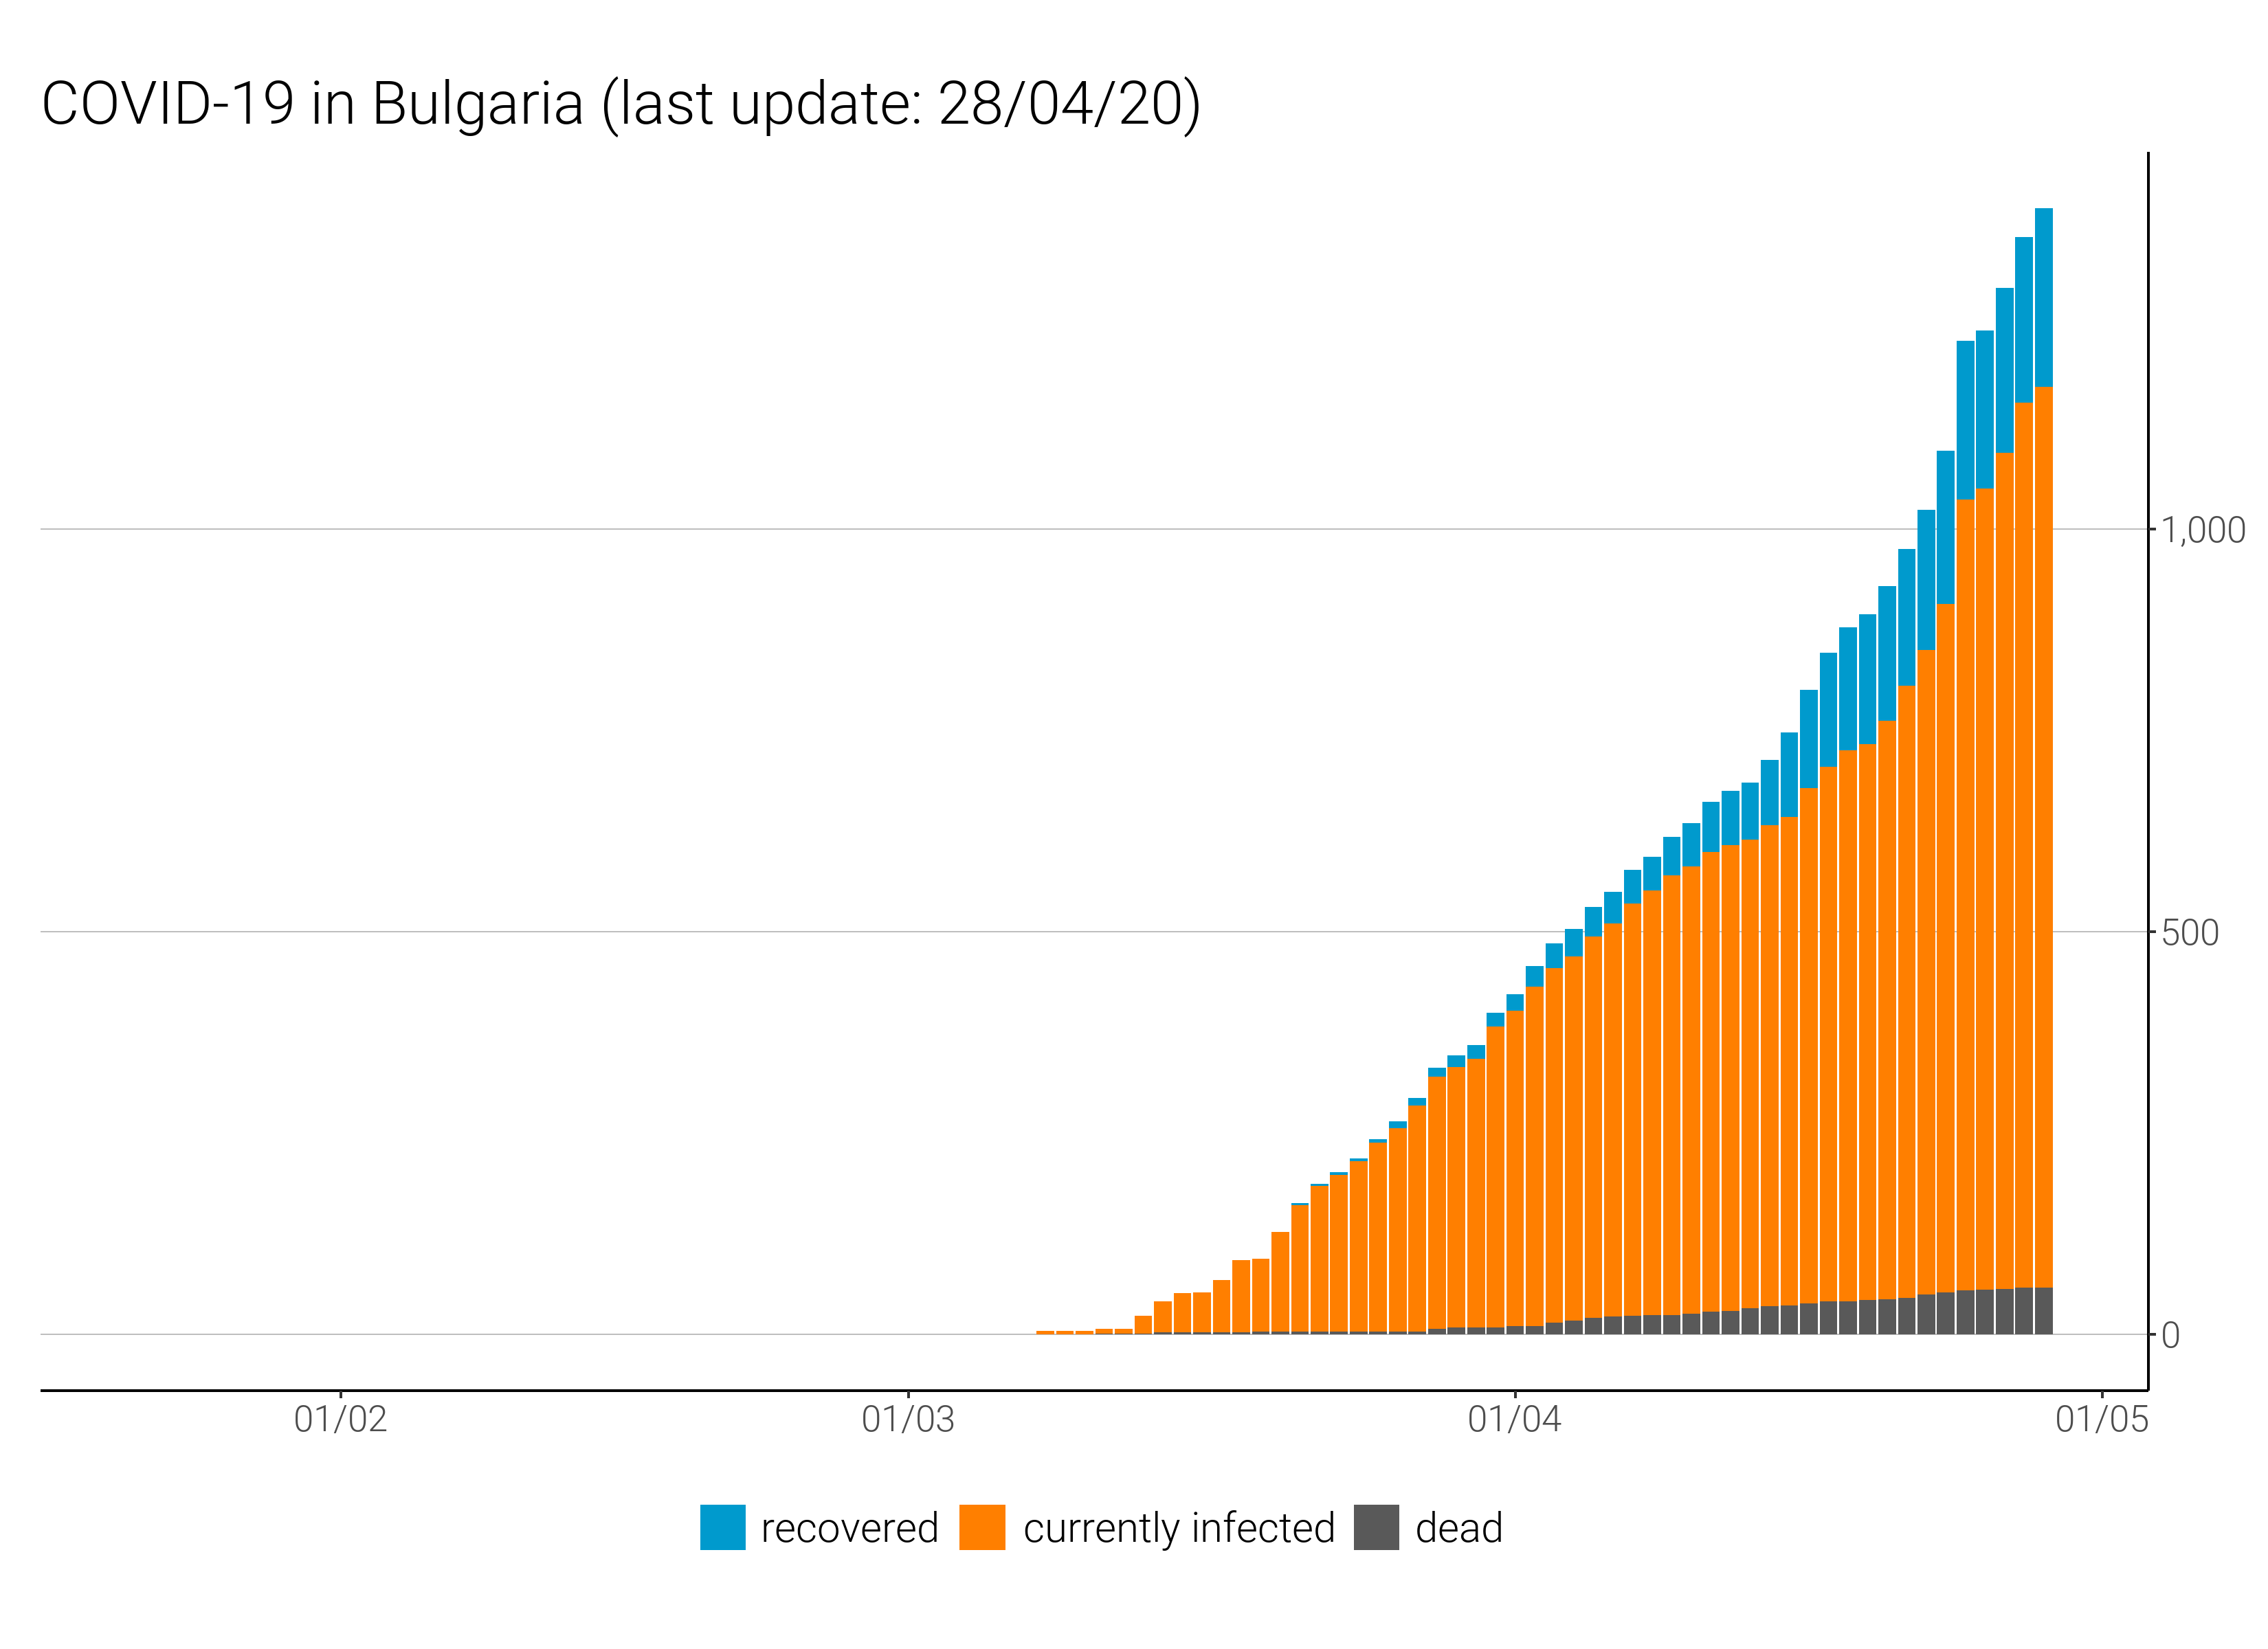 COVID-19 in Bulgaria (last update: 28/04/20)
1,000
500
0
01/02 01/03 01/04 01/05
recovered currently infected dead